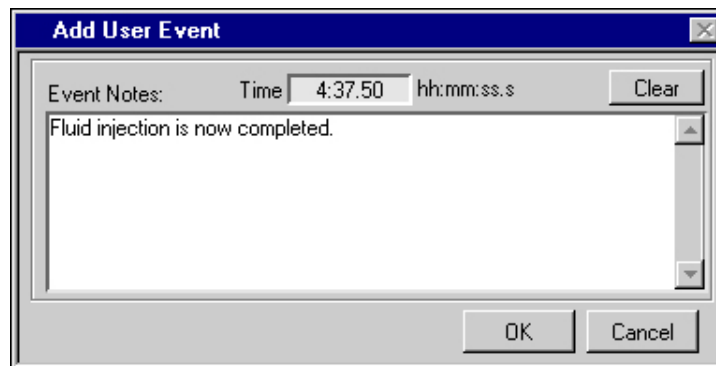 Add User Event
Event Notes: Time 4:37.50 hh:mm:ss.s Clear
Fluid injection is now completed.
OK Cancel